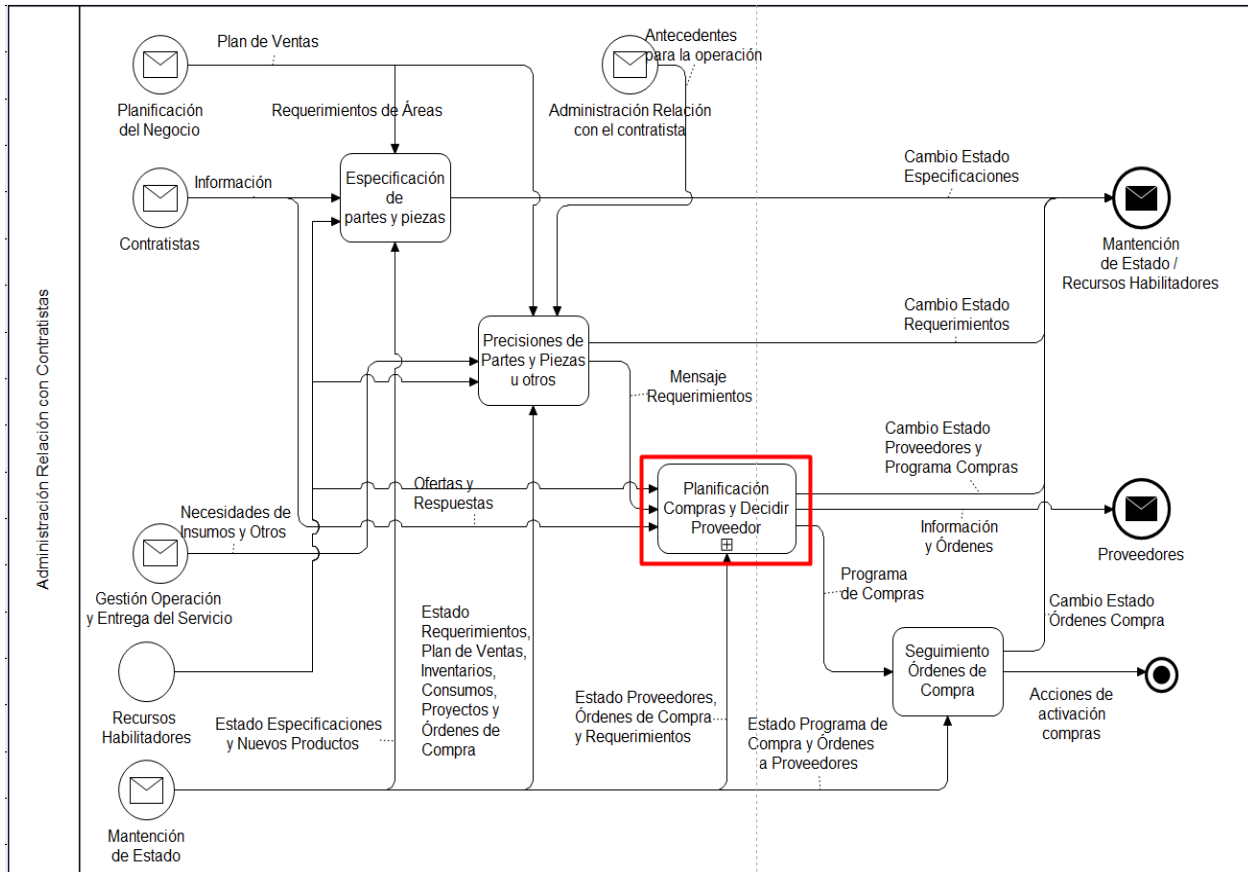 Administración Relación con Contratistas
Plan de Ventas
Planificación
del Negocio
Requerimientos de Áreas
Antecedentes
para la operación
Administración Relación
con el contratista
Información
Contratistas
Especificación
de
partes y piezas
Cambio Estado
Especificaciones
Mantención
de Estado /
Recursos Habilitadores
Precisiones de
Partes y Piezas
u otros
Cambio Estado
Requerimientos
Mensaje
Requerimientos
Cambio Estado
Proveedores y
Programa Compras
Ofertas y
Respuestas
Planificación
Compras y Decidir
Proveedor
Información
y Órdenes
Proveedores
Necesidades de
Insumos y Otros
Gestión Operación
y Entrega del Servicio
Programa
de Compras
Cambio Estado
Órdenes Compra
Estado
Requerimientos,
Plan de Ventas,
Inventarios,
Consumos,
Proyectos y
Órdenes de
Compra
Seguimiento
Órdenes de
Compra
Acciones de
activación
compras
Recursos
Habilitadores
Estado Especificaciones
y Nuevos Productos
Estado Proveedores,
Órdenes de Compra
y Requerimientos
Estado Programa de
Compra y Órdenes
a Proveedores
Mantención
de Estado